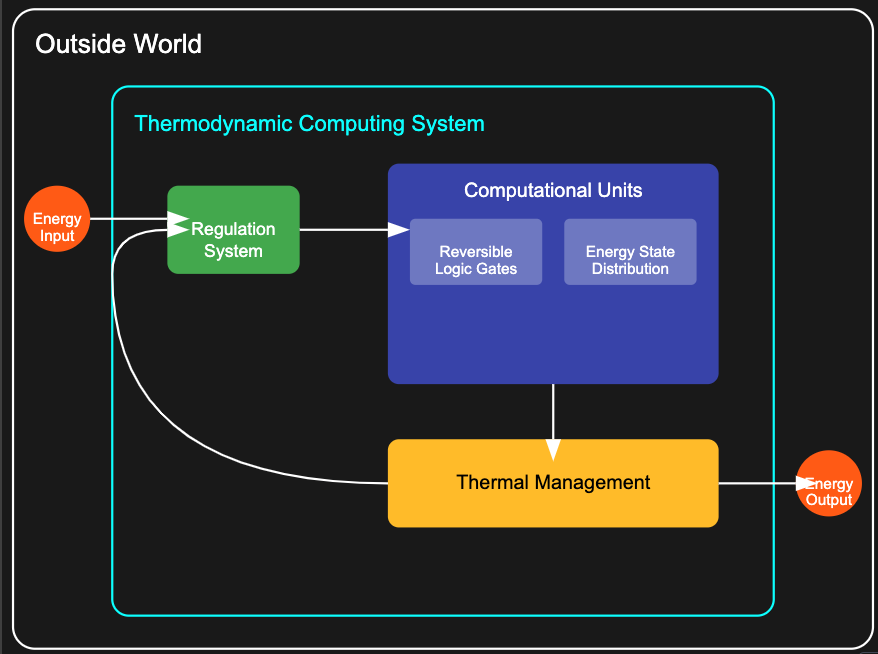 Outside World
Thermodynamic Computing System
Energy
Input
Regulation
System
Computational Units
Reversible
Logic Gates
Energy State
Distribution
Thermal Management
Energy
Output